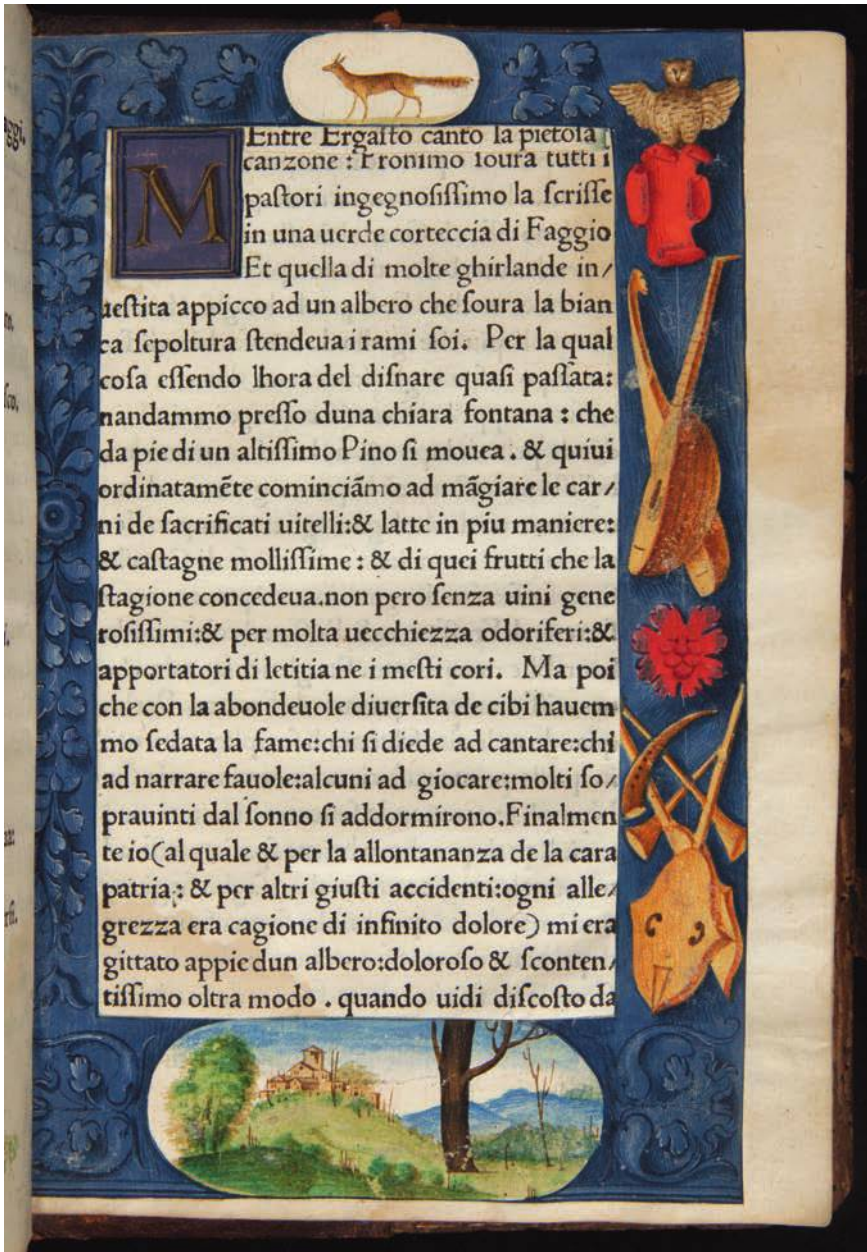 MEntre Ergaſto canto la pietoſa
canzone : Fronimo ſoura tutti i
paſtori ingegnoſiſſimo la ſcriſſe
in una uerde corteccia di Faggio
Et quella di molte ghirlande in/
ueſtita appicco ad un albero che ſoura la bian
ca ſepoltura ſtendeua i rami ſoi. Per la qual
coſa eſſendo lhora del diſnare quaſi paſſata:
nandammo preſſo duna chiara fontana : che
da pie di un altiſſimo Pino ſi mouea . & quiui
ordinatamēte cominciāmo ad māgiare le car/
ni de ſacrificati uitelli:& latte in piu maniere:
& caſtagne molliſſime : & di quei frutti che la
ſtagione concedeua.non pero ſenza uini gene
roſiſſimi:& per molta uecchiezza odoriferi:&
apportatori di letitia ne i meſti cori. Ma poi
che con la abondeuole diuerſita de cibi hauem
mo ſedata la fame:chi ſi diede ad cantare:chi
ad narrare fauole:alcuni ad giocare:molti ſo/
prauinti dal ſonno ſi addormirono.Finalmen
te io(al quale & per la allontananza de la cara
patria : & per altri giuſti accidenti:ogni alle/
grezza era cagione di infinito dolore) mi era
gittato appie dun albero:doloroſo & ſconten/
tiſſimo oltra modo . quando uidi diſcoſto da